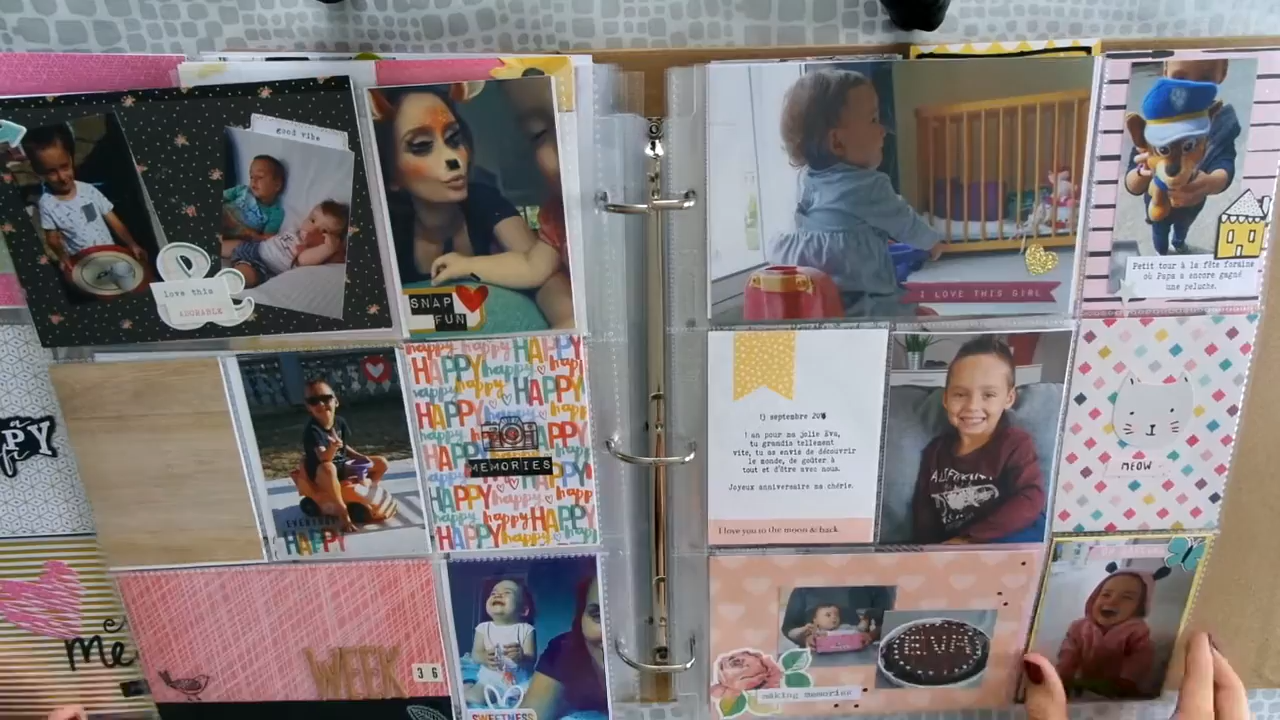 good vibe
love this
ADORABLE
SNAP
FUN
HAPPY
MEMORIES
EVERYDAY
HAPPY
me
WEEK
36
SWEETNESS
I LOVE THIS GIRL
Petit tour à la fête foraine
où Papa a encore gagné
une peluche.
13 septembre
1 an pour ma jolie Eva,
tu grandis tellement
vite, tu as envie de découvrir
le monde, de goûter à
tout et d'être avec nous.
Joyeux anniversaire ma chérie.
I love you to the moon & back
MEOW
EVA
making memories